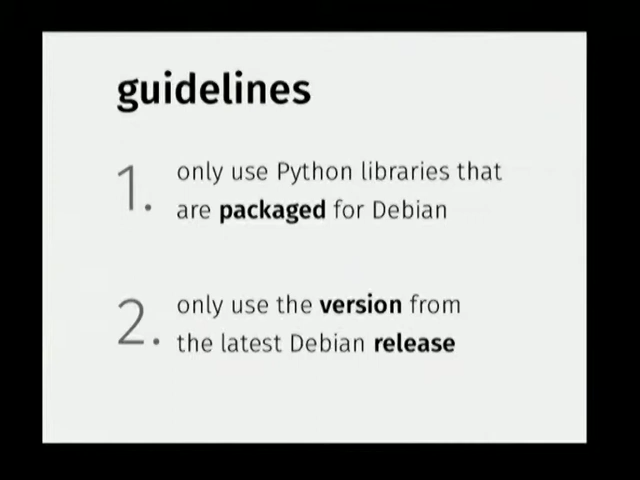 guidelines
1. only use Python libraries that
are packaged for Debian
2. only use the version from
the latest Debian release